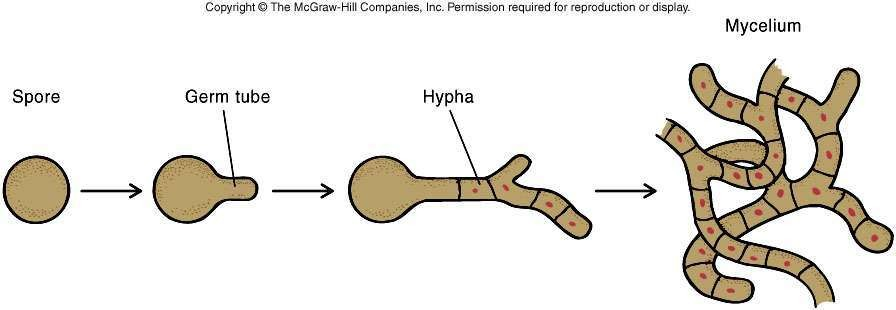 Copyright © The McGraw-Hill Companies, Inc. Permission required for reproduction or display.
Mycelium
Spore
Germ tube
Hypha